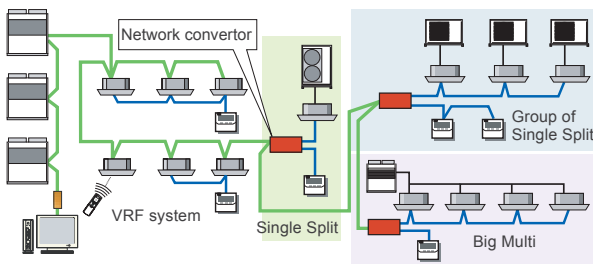 Network convertor
VRF system
Single Split
Group of
Single Split
Big Multi